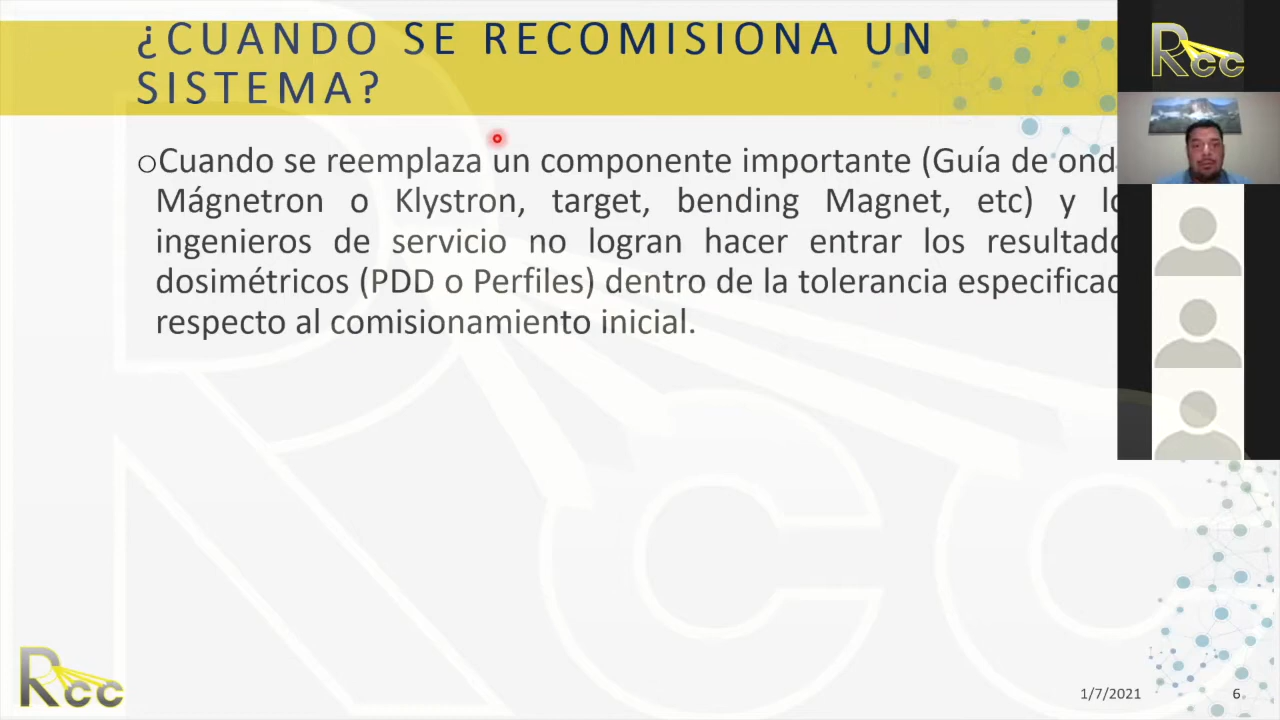 ¿CUANDO SE RECOMISIONA UN
SISTEMA?
oCuando se reemplaza un componente importante (Guía de ond
Mágnetron o Klystron, target, bending Magnet, etc) y lo
ingenieros de servicio no logran hacer entrar los resultado
dosimétricos (PDD o Perfiles) dentro de la tolerancia especificad
respecto al comisionamiento inicial.
Rcc
Rcc
1/7/2021
6